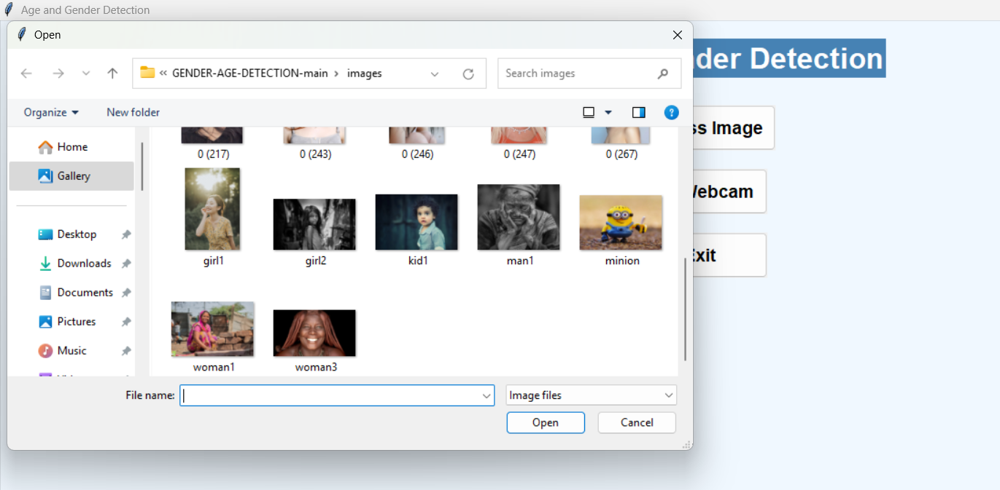 Age and Gender Detection
Open
« GENDER-AGE-DETECTION-main > images
Search images
der Detection
Organize
New folder
?
Home
Gallery
Desktop
Downloads
Documents
Pictures
Music
0 (217)
0 (243)
0 (246)
0 (247)
0 (267)
girl1
girl2
kid1
man1
minion
woman1
woman3
ss Image
Webcam
Exit
File name:
Image files
Open
Cancel